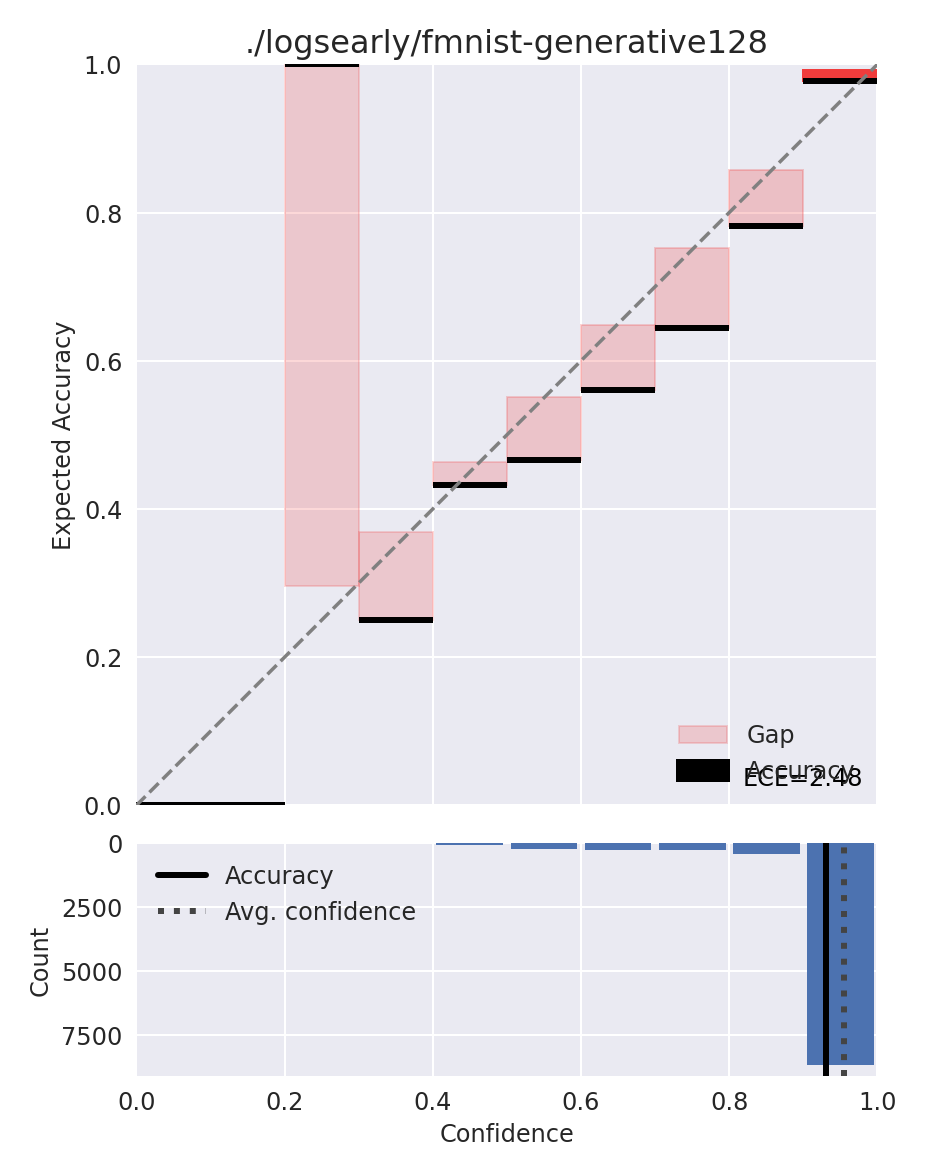 ./logsearly/fmnist-generative128
1.0
0.8
0.6
0.4
0.2
0.0
Expected Accuracy
Gap
Accuracy
ECE=2.48
0
2500
5000
7500
Count
Accuracy
Avg. confidence
0.0 0.2 0.4 0.6 0.8 1.0
Confidence